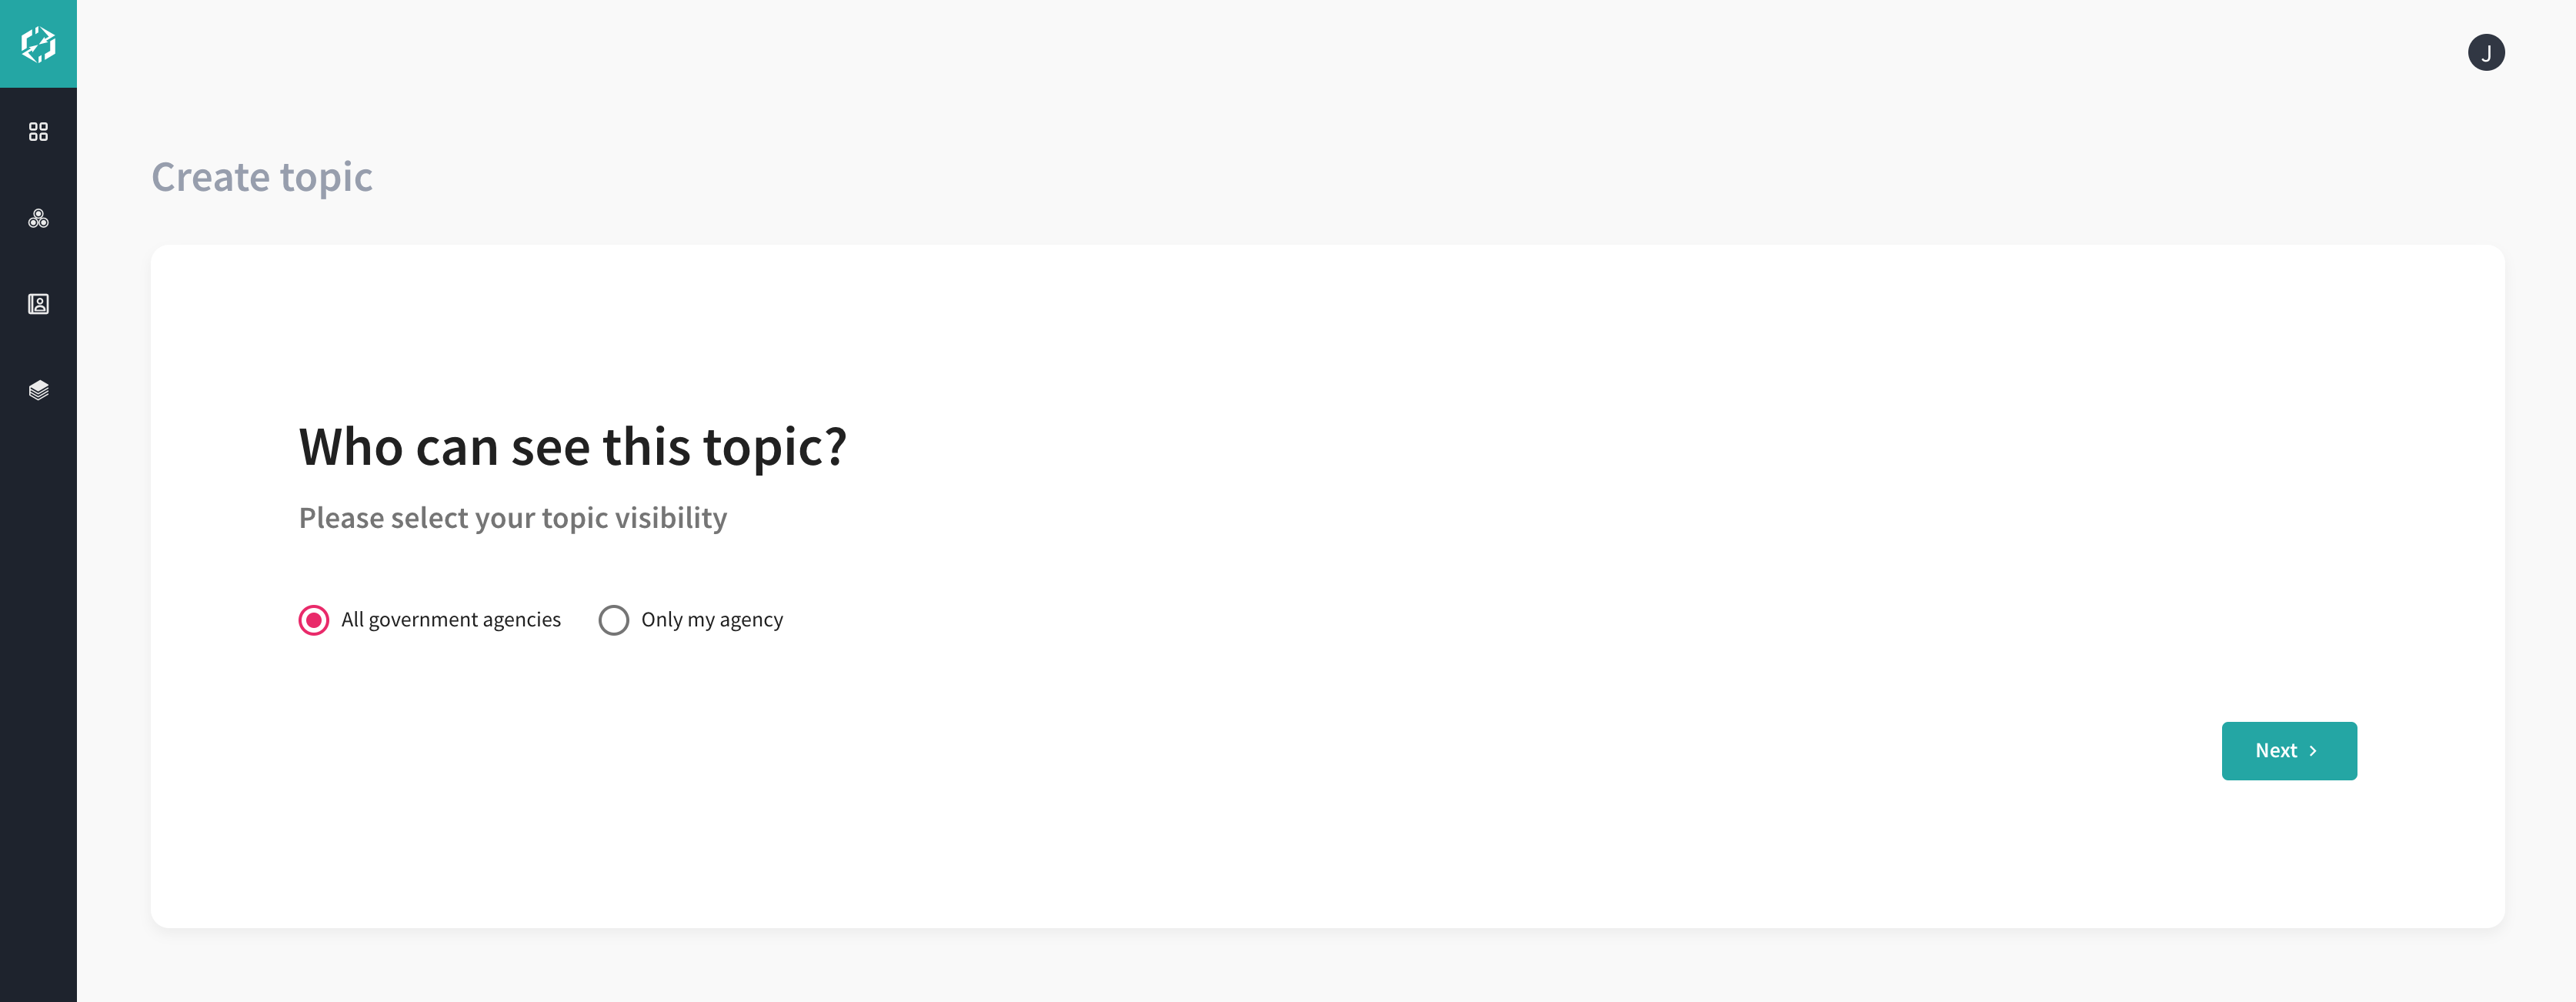 J
Create topic
Who can see this topic?
Please select your topic visibility
All government agencies Only my agency
Next